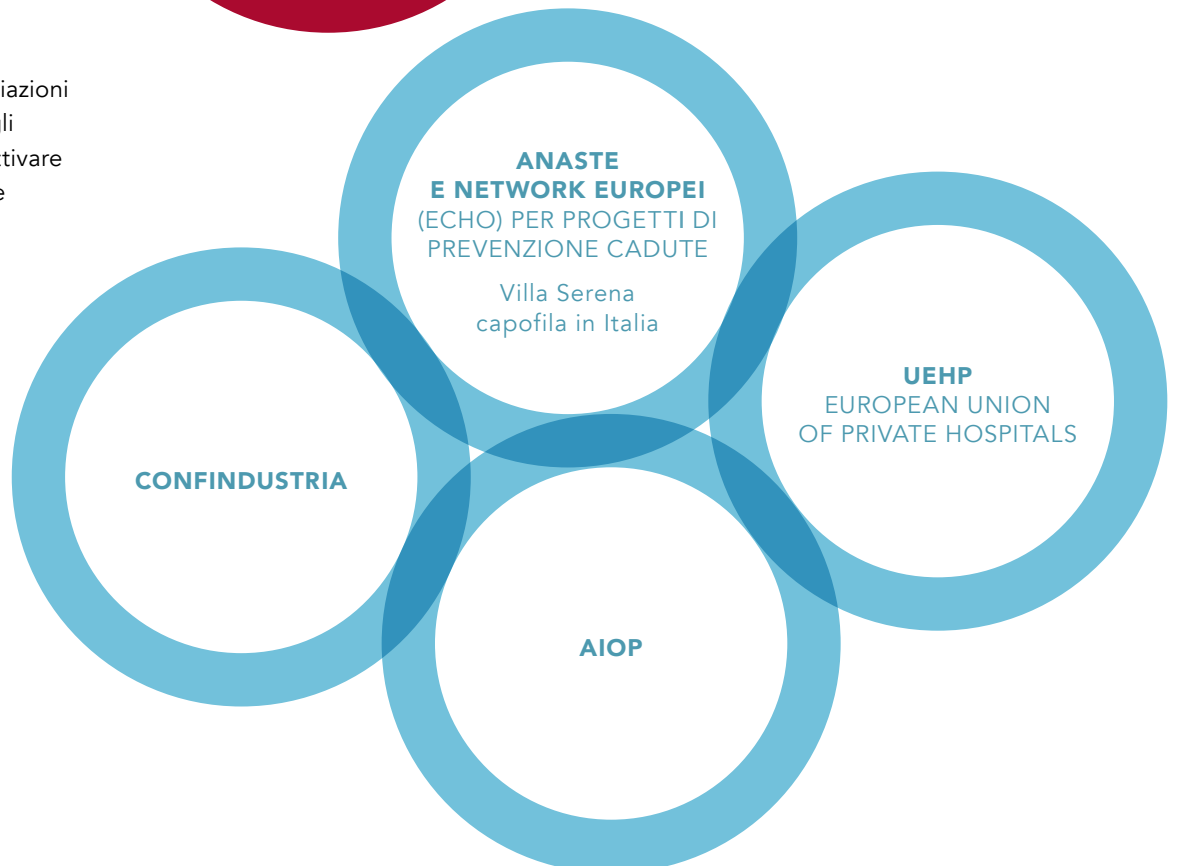 ANASTE
E NETWORK EUROPEI
(ECHO) PER PROGETTI DI
PREVENZIONE CADUTE
Villa Serena
capofila in Italia
UEHP
EUROPEAN UNION
OF PRIVATE HOSPITALS
CONFINDUSTRIA
AIOP